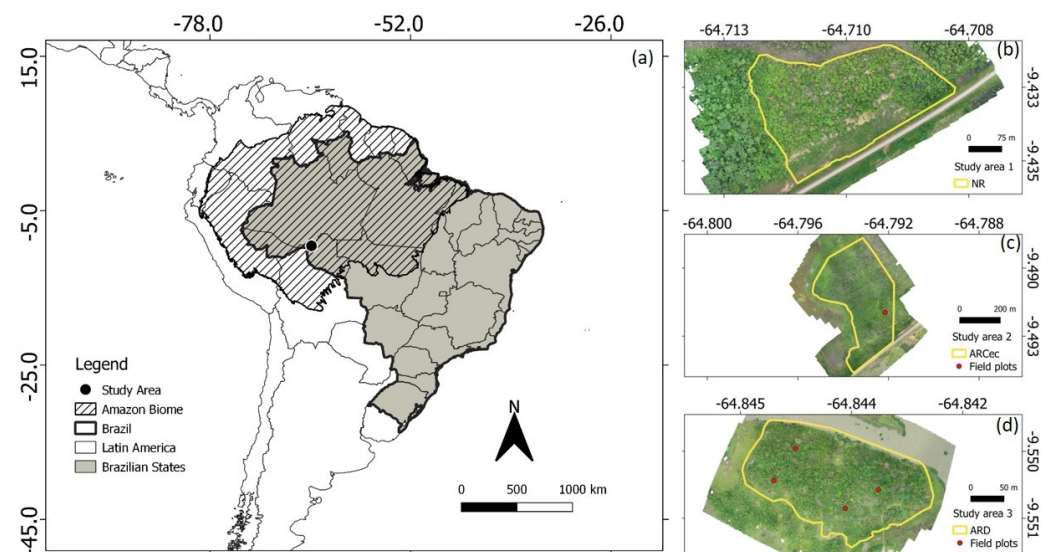 -78.0 -52.0 -26.0
15.0
-5.0
-25.0
-45.0
(a)
Legend
Study Area
Amazon Biome
Brazil
Latin America
Brazilian States
N
0 500 1000 km
-64.713 -64.710 -64.708
(b)
-9.433
-9.435
0 75 m
Study area 1
NR
-64.800 -64.796 -64.792 -64.788
(c)
-9.490
-9.493
0 200 m
Study area 2
ARCec
Field plots
-64.845 -64.844 -64.842
(d)
-9.550
-9.551
0 50 m
Study area 3
ARD
Field plots